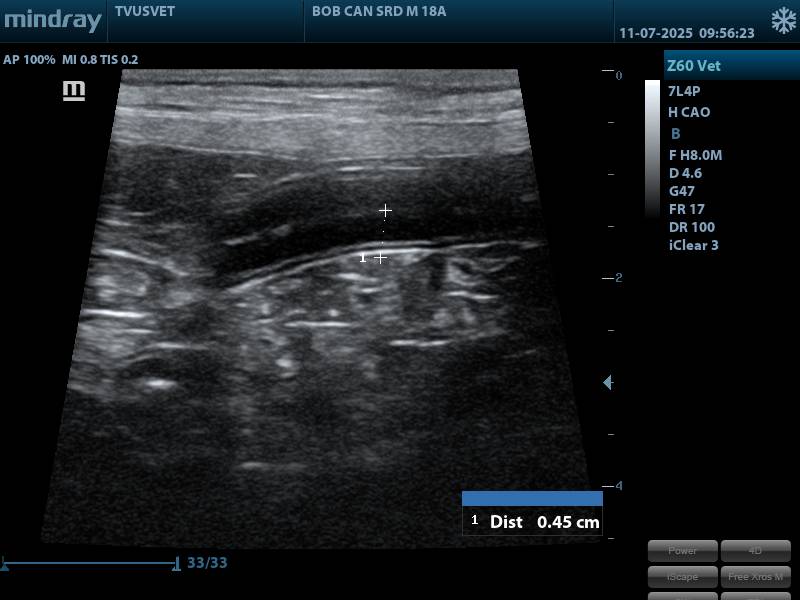 mindray
TVUSVET
BOB CAN SRD M 18A
11-07-2025 09:56:23
AP 100% MI 0.8 TIS 0.2
m
Z60 Vet
7L4P
H CAO
B
F H8.0M
D 4.6
G47
FR 17
DR 100
iClear 3
0
2
4
1
1 Dist 0.45 cm
33/33
Power
4D
iScape
Free Xros M